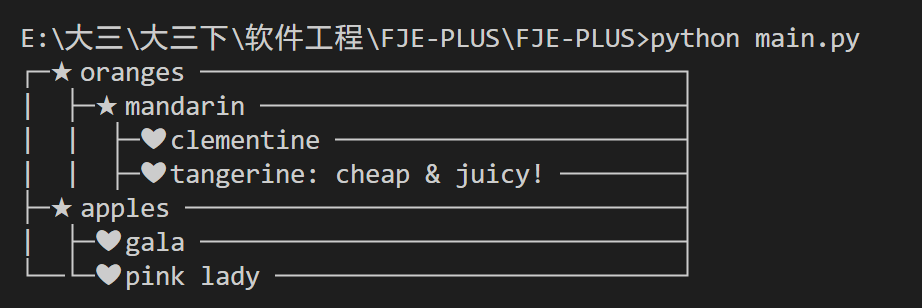 E:\大三\大三下\软件工程\FJE-PLUS\FJE-PLUS>python main.py
┌─★ oranges ─────────────────────────────────┐
│  ├─★ mandarin ─────────────────────────────┤
│  │  ├─♥clementine ────────────────────────┤
│  │  ├─♥tangerine: cheap & juicy! ─────────┤
├─★ apples ──────────────────────────────────┤
│  ├─♥gala ─────────────────────────────────┤
└──└─♥pink lady ────────────────────────────┘